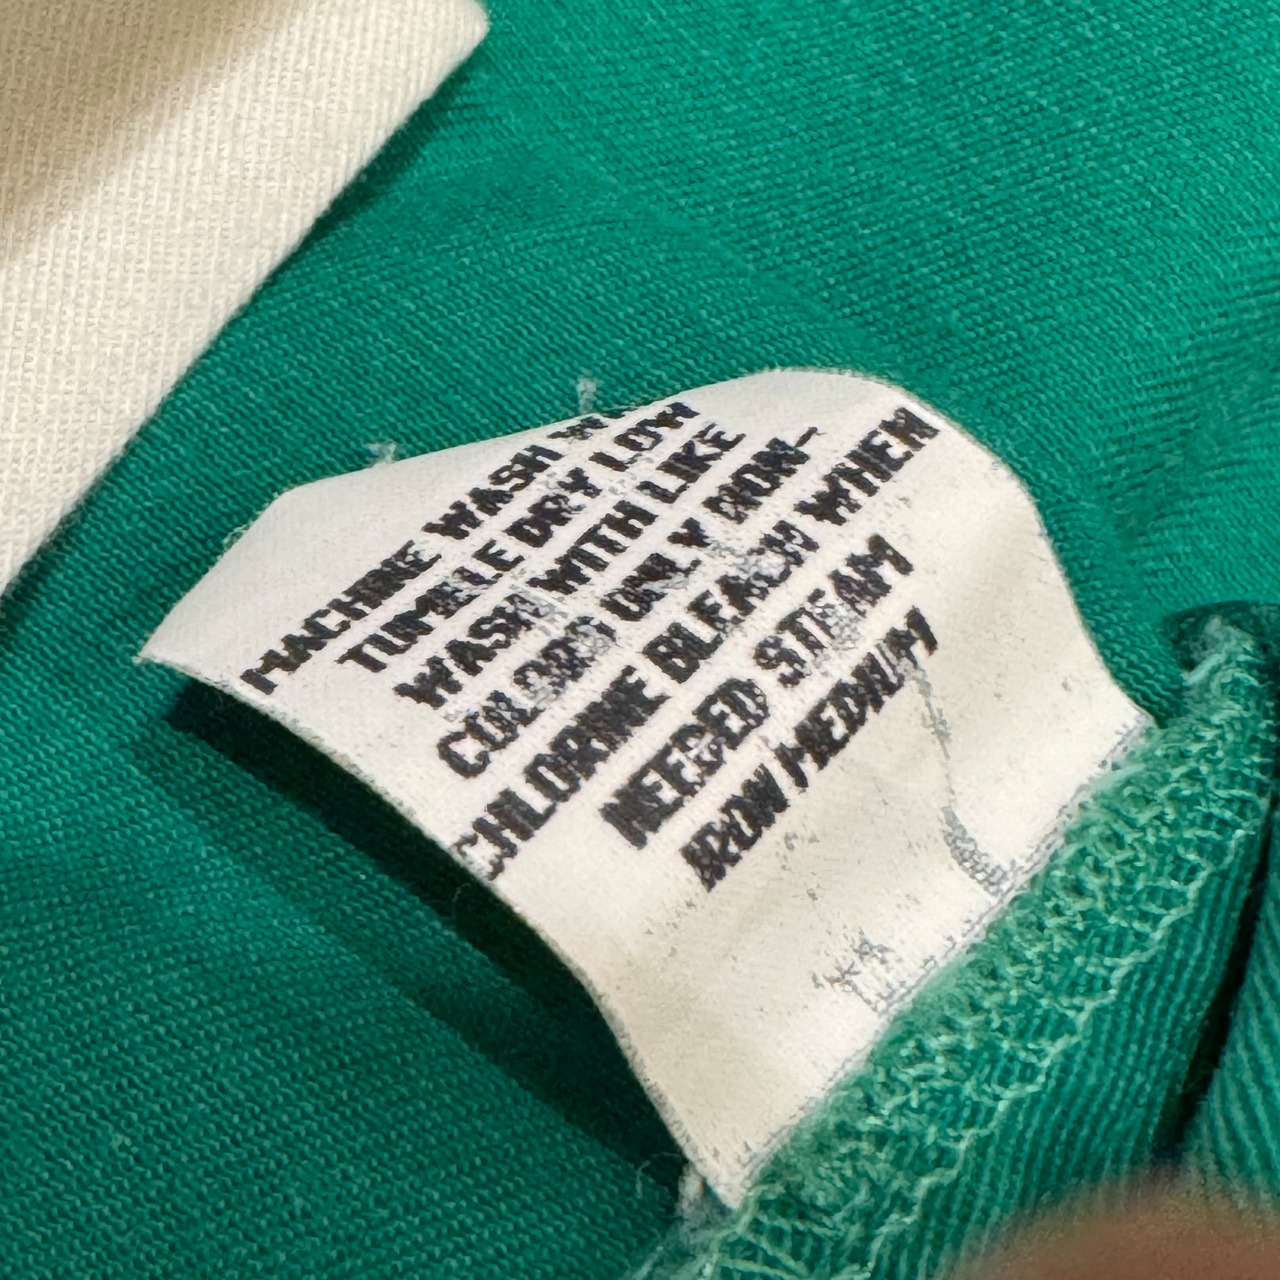 MACHINE WASH W
TUMBLE DRY LOW
WASH WITH LIKE
COLORS ONLY NON-
CHLORINE BLEACH WHEN
NEEDED STEAM
IRON MEDIUM